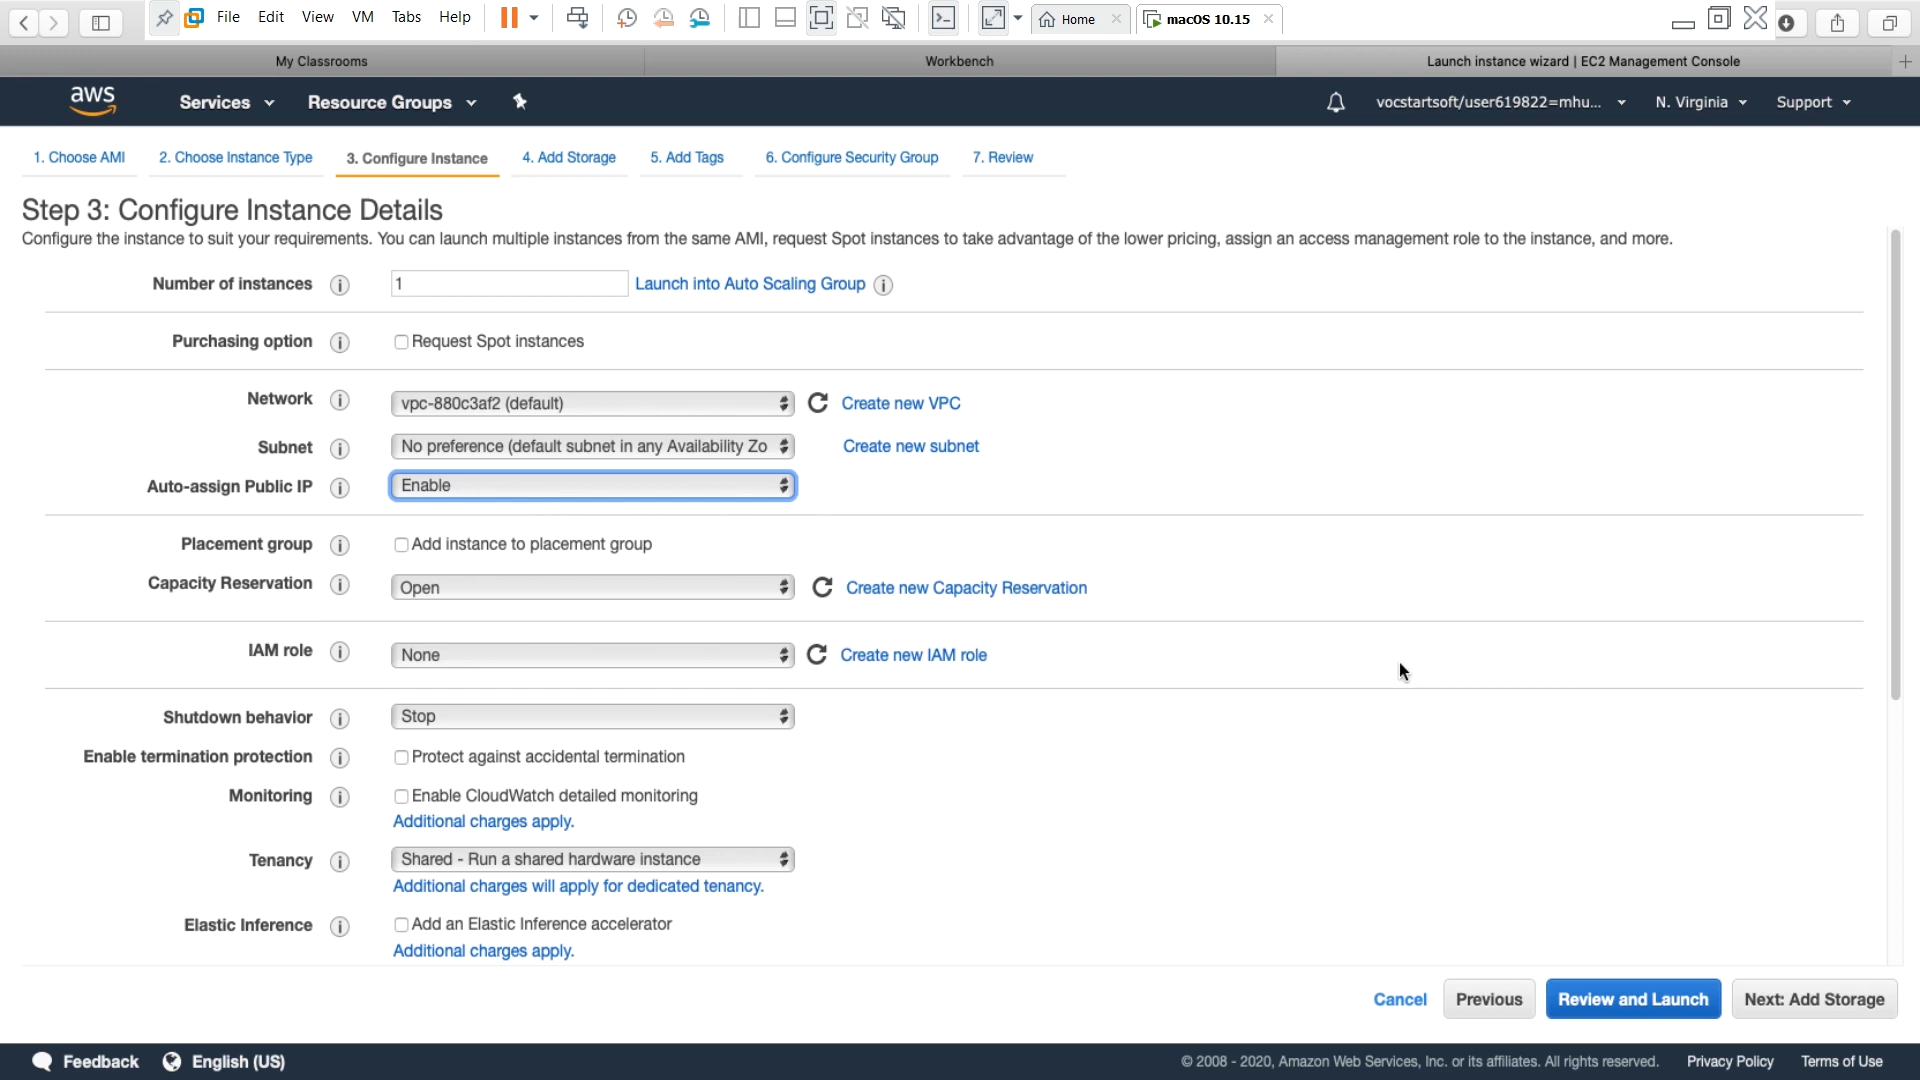 File Edit View VM Tabs Help Home macOS 10.15
My Classrooms Workbench Launch instance wizard | EC2 Management Console
aws Services Resource Groups vocstartsoft/user619822=mhu... N. Virginia Support
1. Choose AMI 2. Choose Instance Type 3. Configure Instance 4. Add Storage 5. Add Tags 6. Configure Security Group 7. Review
Step 3: Configure Instance Details
Configure the instance to suit your requirements. You can launch multiple instances from the same AMI, request Spot instances to take advantage of the lower pricing, assign an access management role to the instance, and more.
Number of instances i 1 Launch into Auto Scaling Group i
Purchasing option i Request Spot instances
Network i vpc-880c3af2 (default) Create new VPC
Subnet i No preference (default subnet in any Availability Zo Create new subnet
Auto-assign Public IP i Enable
Placement group i Add instance to placement group
Capacity Reservation i Open Create new Capacity Reservation
IAM role i None Create new IAM role
Shutdown behavior i Stop
Enable termination protection i Protect against accidental termination
Monitoring i Enable CloudWatch detailed monitoring
Additional charges apply.
Tenancy i Shared - Run a shared hardware instance
Additional charges will apply for dedicated tenancy.
Elastic Inference i Add an Elastic Inference accelerator
Additional charges apply.
Cancel Previous Review and Launch Next: Add Storage
Feedback English (US) © 2008 - 2020, Amazon Web Services, Inc. or its affiliates. All rights reserved. Privacy Policy Terms of Use